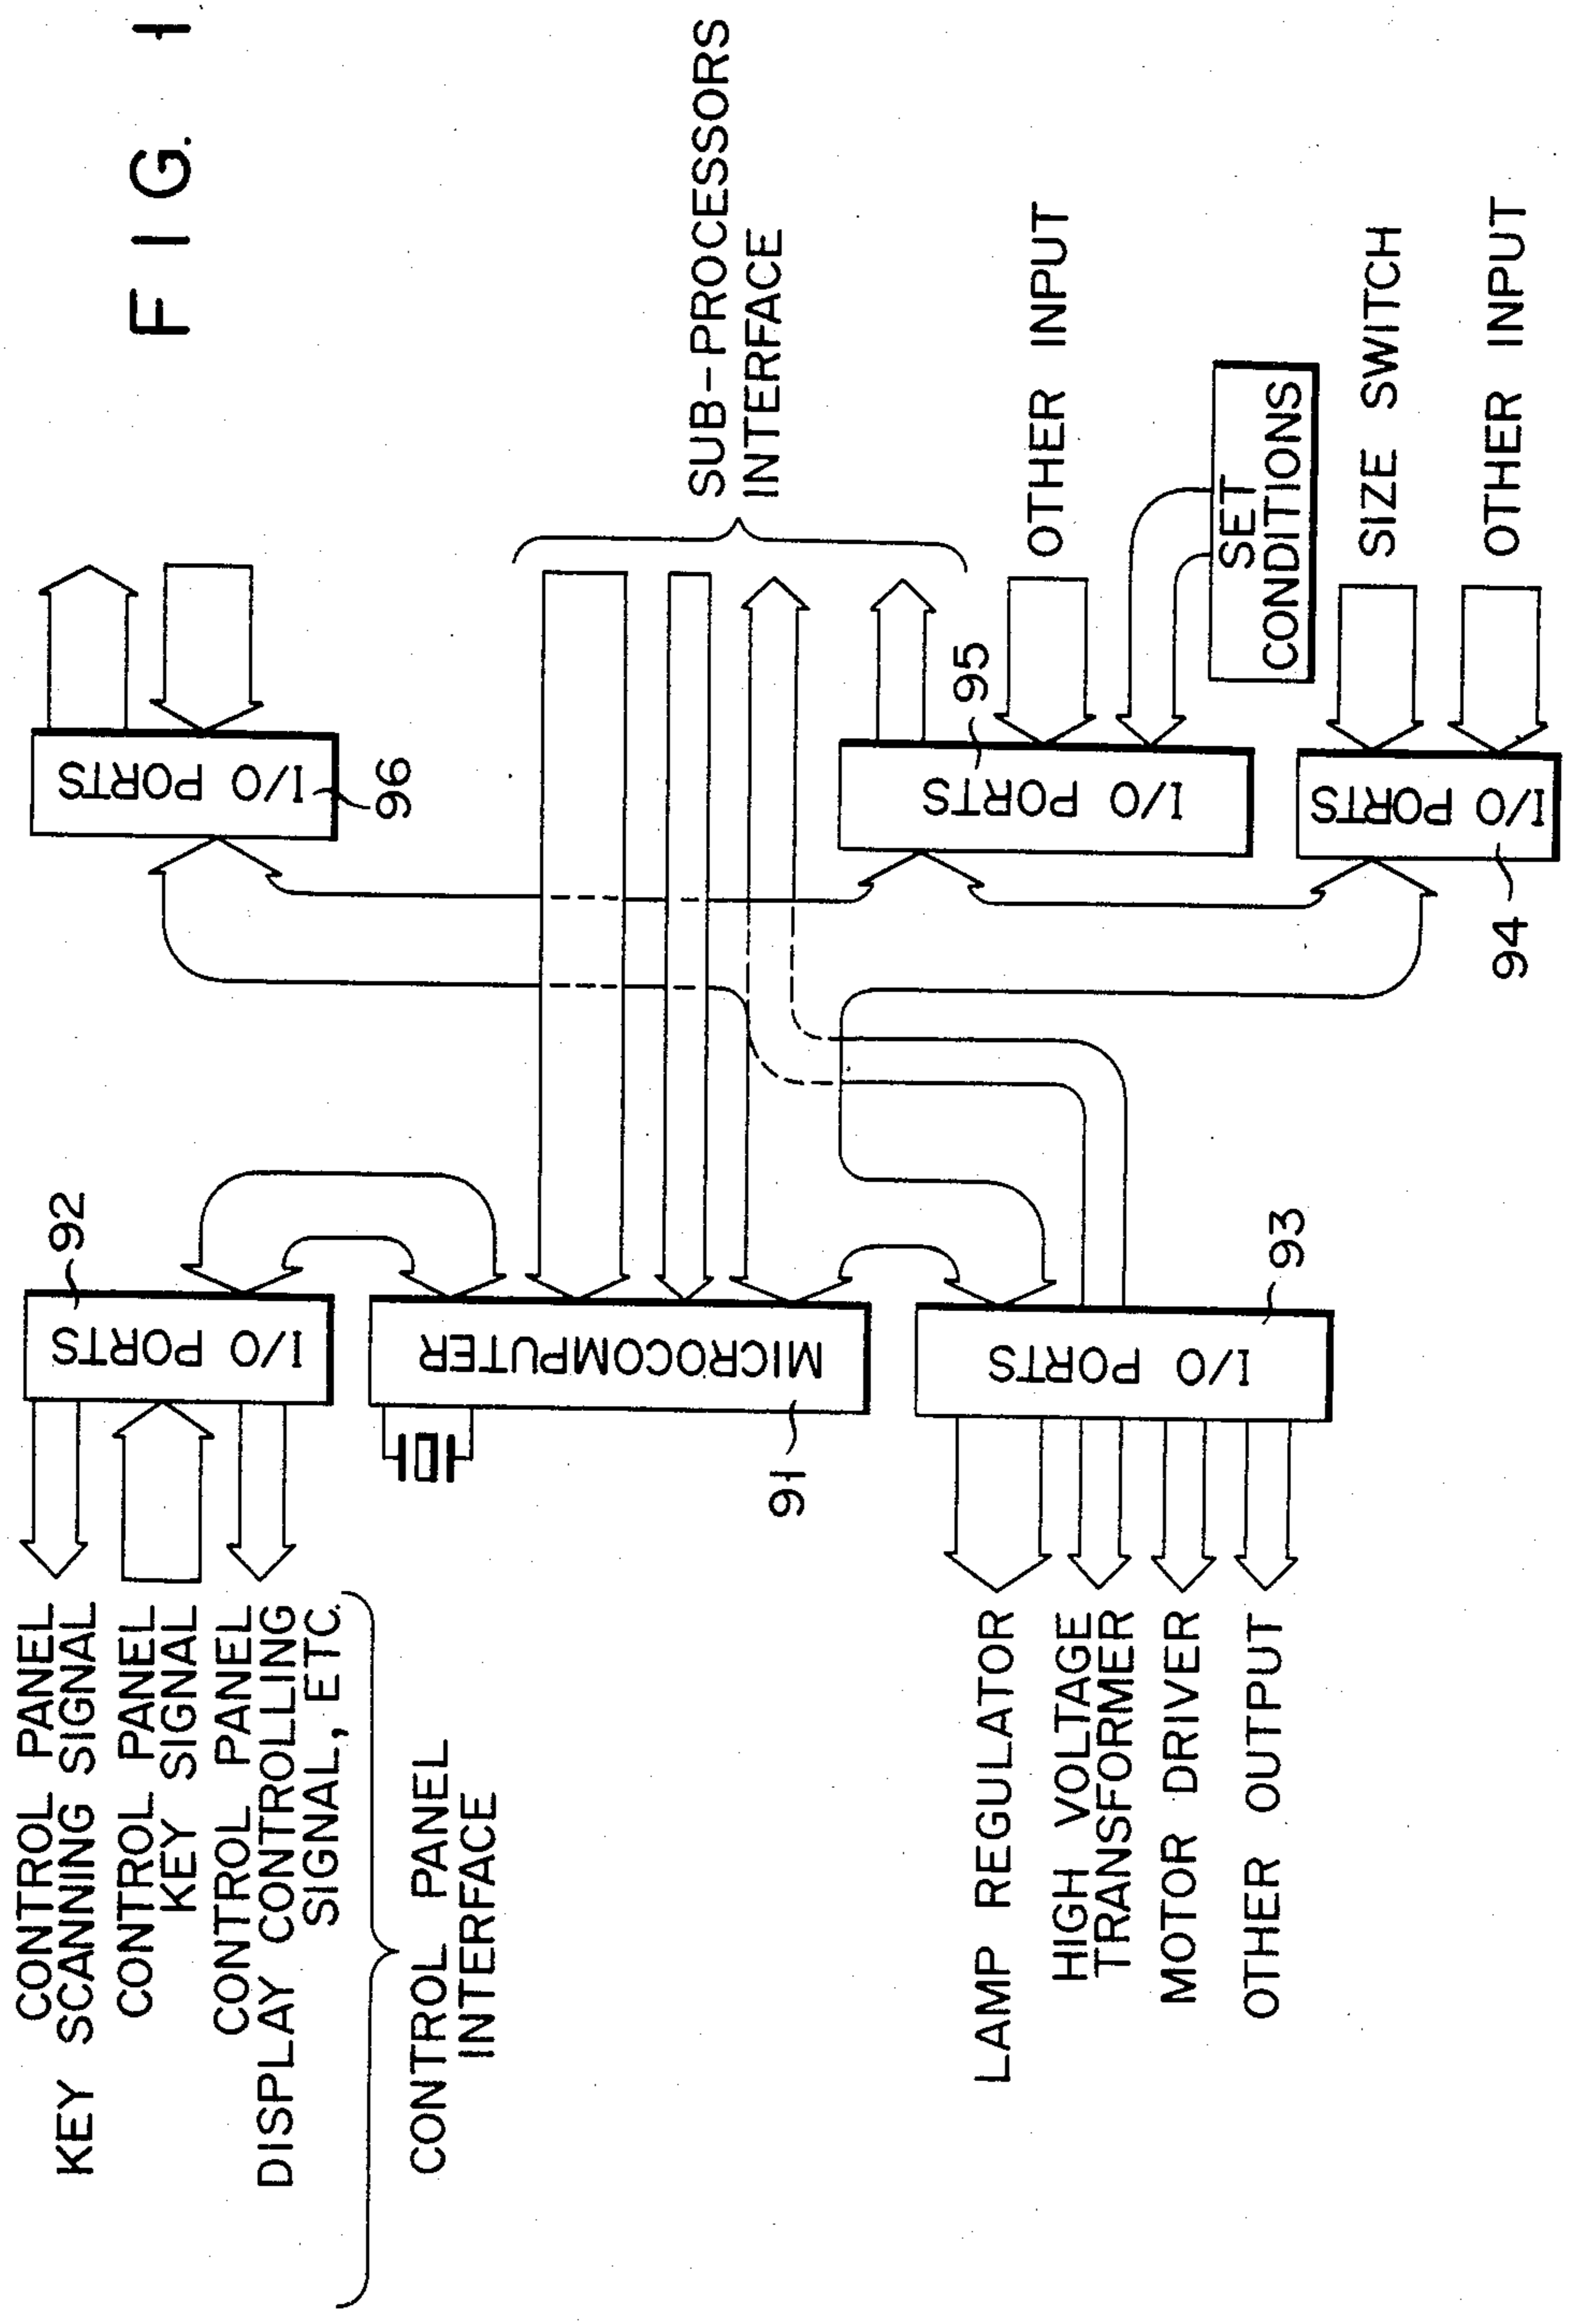 FIG. 1
CONTROL PANEL
KEY SCANNING SIGNAL
CONTROL PANEL
KEY SIGNAL
CONTROL PANEL
DISPLAY CONTROLLING
SIGNAL, ETC.
CONTROL PANEL
INTERFACE
92
I/O PORTS
MICROCOMPUTER
91
I/O PORTS
93
LAMP REGULATOR
HIGH VOLTAGE
TRANSFORMER
MOTOR DRIVER
OTHER OUTPUT
I/O PORTS
96
SUB-PROCESSORS
INTERFACE
95
I/O PORTS
OTHER INPUT
SET
CONDITIONS
I/O PORTS
94
SIZE SWITCH
OTHER INPUT